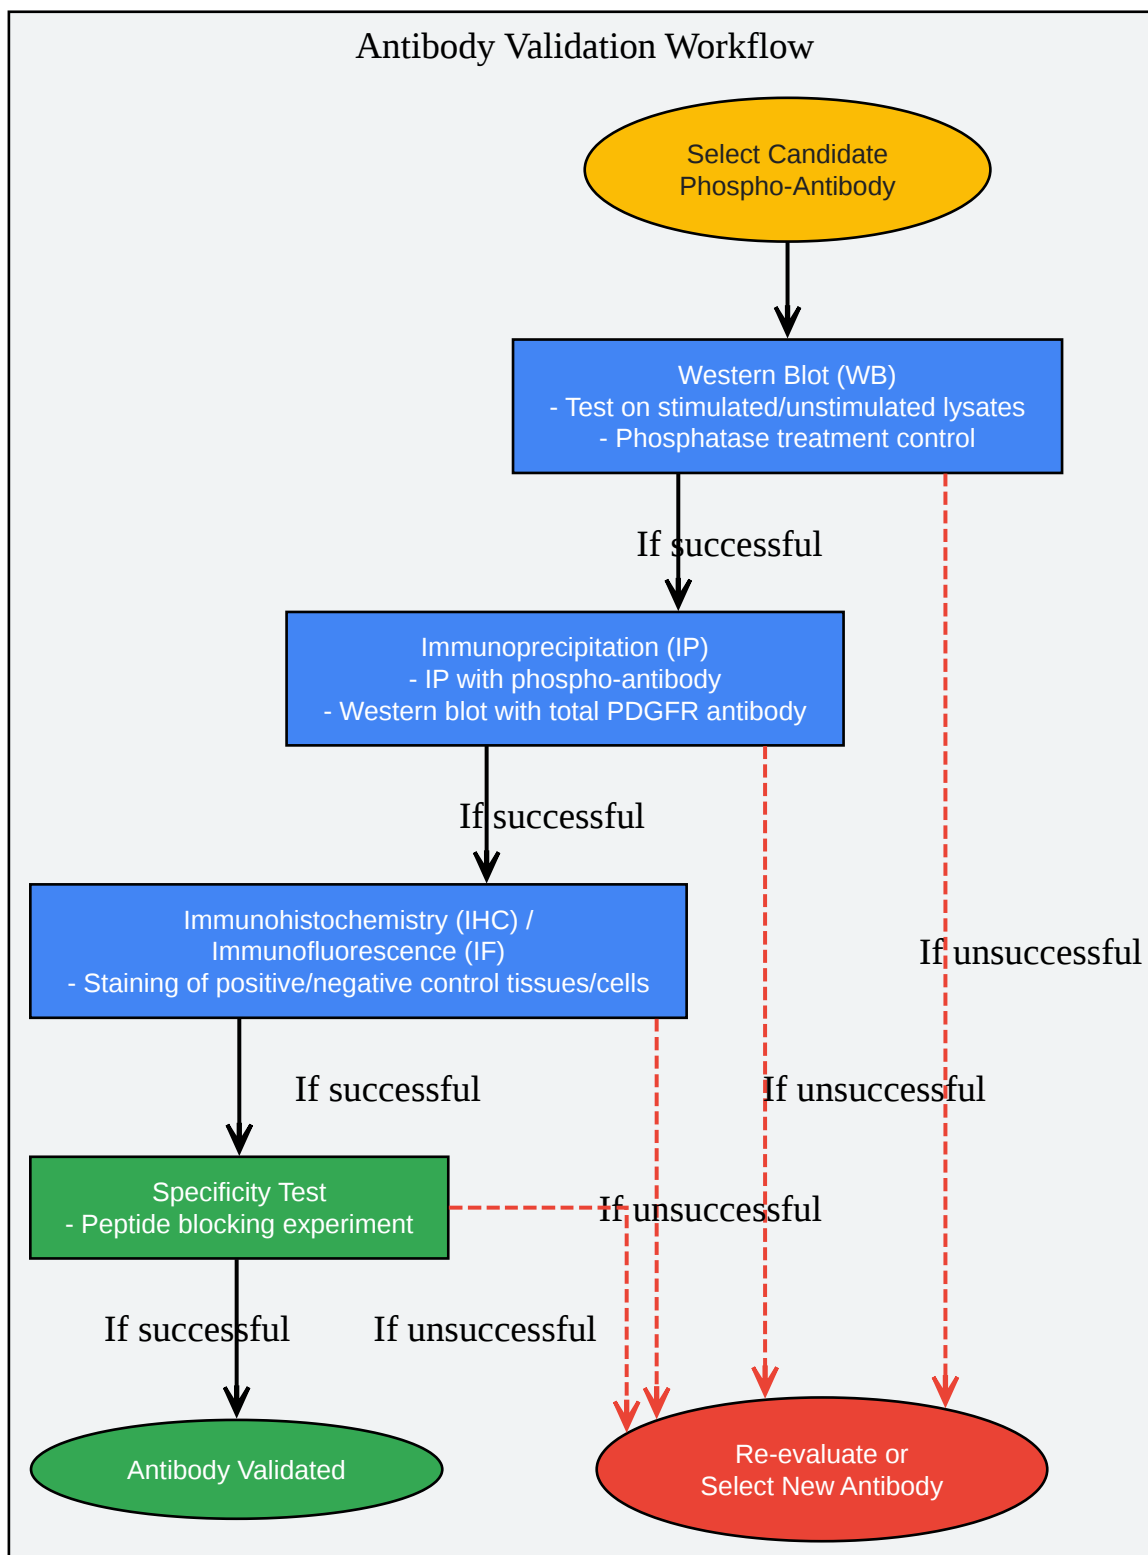 Antibody Validation Workflow
Select Candidate
Phospho-Antibody
Western Blot (WB)
- Test on stimulated/unstimulated lysates
- Phosphatase treatment control
If successful
Immunoprecipitation (IP)
- IP with phospho-antibody
- Western blot with total PDGFR antibody
If successful
Immunohistochemistry (IHC) /
Immunofluorescence (IF)
- Staining of positive/negative control tissues/cells
If unsuccessful
If successful
If unsuccessful
Specificity Test
- Peptide blocking experiment
If unsuccessful
If successful
If unsuccessful
Antibody Validated
Re-evaluate or
Select New Antibody